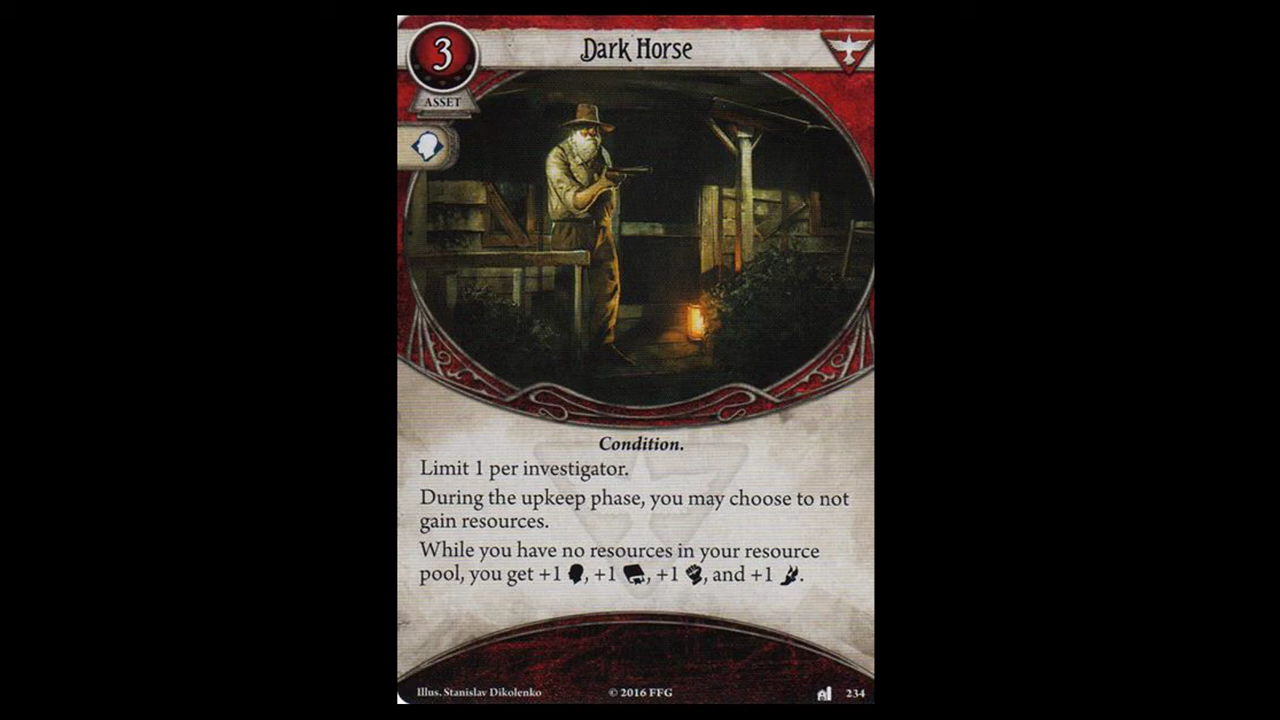 3
Dark Horse
ASSET
Condition.
Limit 1 per investigator.
During the upkeep phase, you may choose to not
gain resources.
While you have no resources in your resource
pool, you get +1 , +1 , +1 , and +1 .
Illus. Stanislav Dikolenko © 2016 FFG 234